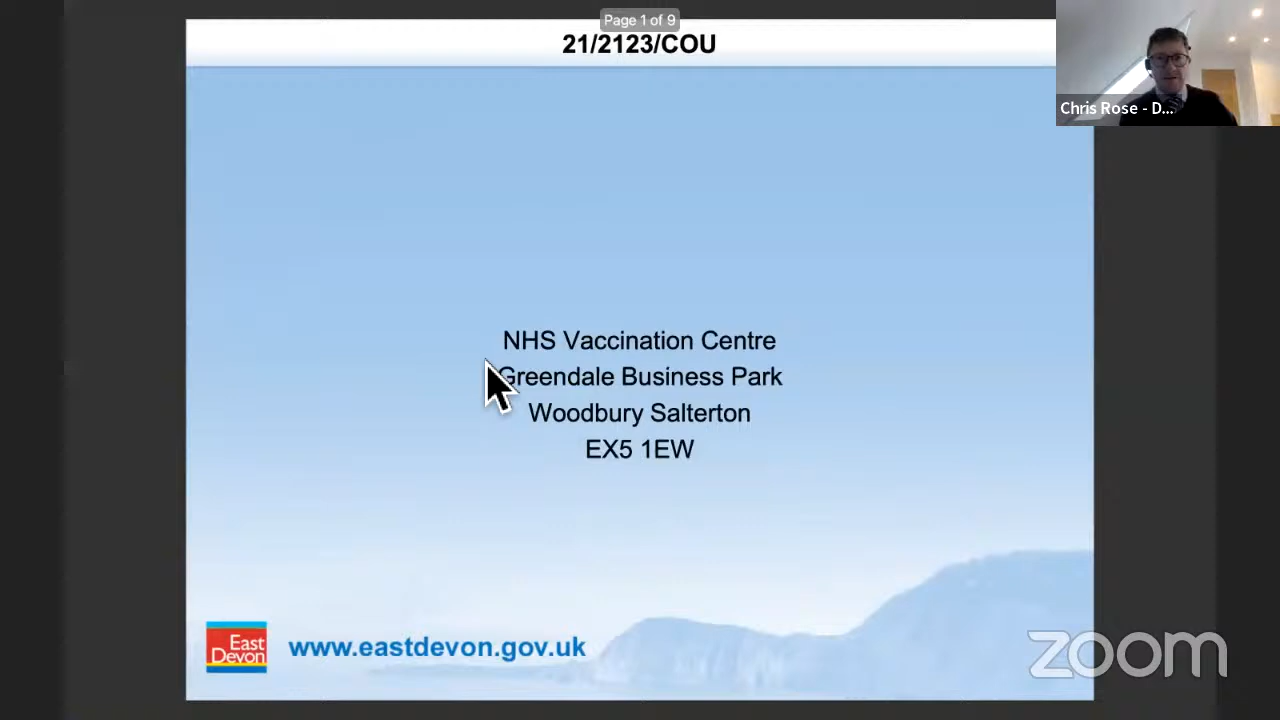 Page 1 of 9
21/2123/COU
Chris Rose - D...
NHS Vaccination Centre
Greendale Business Park
Woodbury Salterton
EX5 1EW
East
Devon
www.eastdevon.gov.uk
zoom